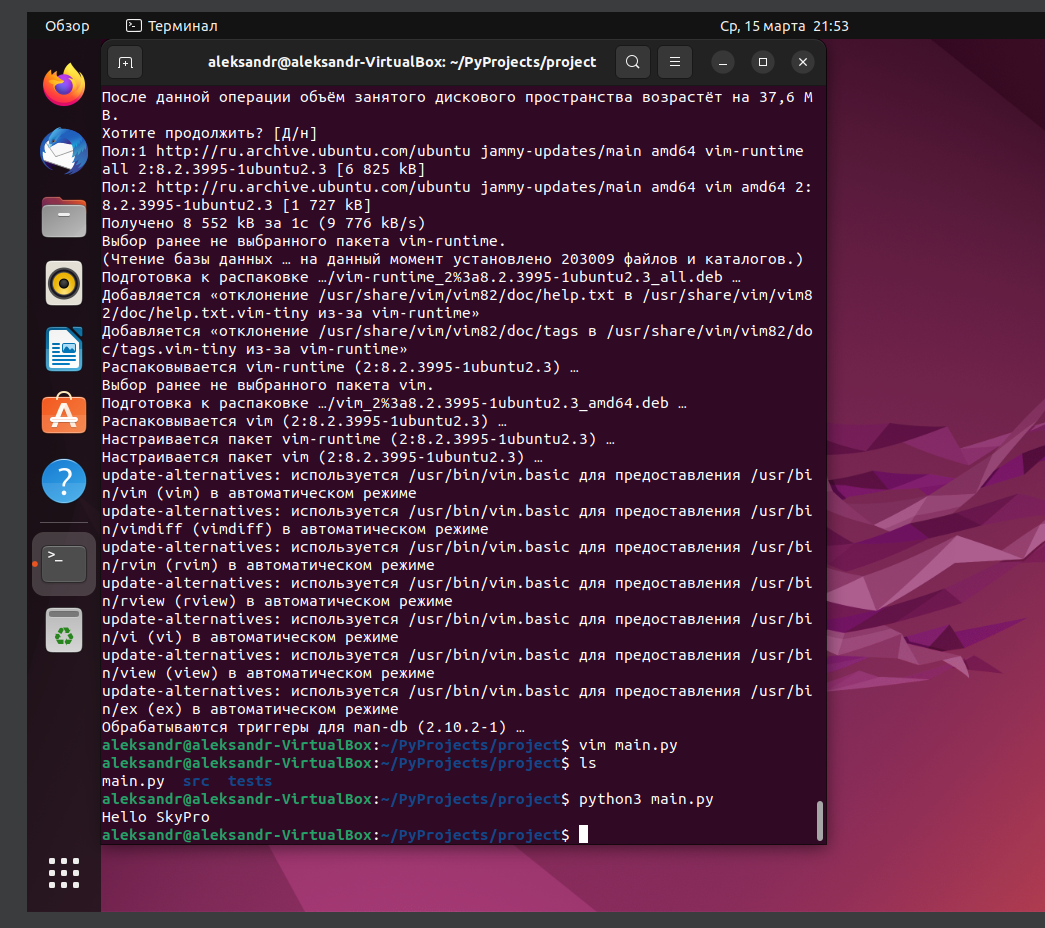 Обзор
Терминал
Ср, 15 марта 21:53
aleksandr@aleksandr-VirtualBox: ~/PyProjects/project
После данной операции объём занятого дискового пространства возрастёт на 37,6 M
B.
Хотите продолжить? [Д/н]
Пол:1 http://ru.archive.ubuntu.com/ubuntu jammy-updates/main amd64 vim-runtime
all 2:8.2.3995-1ubuntu2.3 [6 825 kB]
Пол:2 http://ru.archive.ubuntu.com/ubuntu jammy-updates/main amd64 vim amd64 2:
8.2.3995-1ubuntu2.3 [1 727 kB]
Получено 8 552 kB за 1с (9 776 kB/s)
Выбор ранее не выбранного пакета vim-runtime.
(Чтение базы данных … на данный момент установлено 203009 файлов и каталогов.)
Подготовка к распаковке …/vim-runtime_2%3a8.2.3995-1ubuntu2.3_all.deb …
Добавляется «отклонение /usr/share/vim/vim82/doc/help.txt в /usr/share/vim/vim8
2/doc/help.txt.vim-tiny из-за vim-runtime»
Добавляется «отклонение /usr/share/vim/vim82/doc/tags в /usr/share/vim/vim82/do
c/tags.vim-tiny из-за vim-runtime»
Распаковывается vim-runtime (2:8.2.3995-1ubuntu2.3) …
Выбор ранее не выбранного пакета vim.
Подготовка к распаковке …/vim_2%3a8.2.3995-1ubuntu2.3_amd64.deb …
Распаковывается vim (2:8.2.3995-1ubuntu2.3) …
Настраивается пакет vim-runtime (2:8.2.3995-1ubuntu2.3) …
Настраивается пакет vim (2:8.2.3995-1ubuntu2.3) …
update-alternatives: используется /usr/bin/vim.basic для предоставления /usr/bi
n/vim (vim) в автоматическом режиме
update-alternatives: используется /usr/bin/vim.basic для предоставления /usr/bi
n/vimdiff (vimdiff) в автоматическом режиме
update-alternatives: используется /usr/bin/vim.basic для предоставления /usr/bi
n/rvim (rvim) в автоматическом режиме
update-alternatives: используется /usr/bin/vim.basic для предоставления /usr/bi
n/rview (rview) в автоматическом режиме
update-alternatives: используется /usr/bin/vim.basic для предоставления /usr/bi
n/vi (vi) в автоматическом режиме
update-alternatives: используется /usr/bin/vim.basic для предоставления /usr/bi
n/view (view) в автоматическом режиме
update-alternatives: используется /usr/bin/vim.basic для предоставления /usr/bi
n/ex (ex) в автоматическом режиме
Обрабатываются триггеры для man-db (2.10.2-1) …
aleksandr@aleksandr-VirtualBox:~/PyProjects/project$ vim main.py
aleksandr@aleksandr-VirtualBox:~/PyProjects/project$ ls
main.py src tests
aleksandr@aleksandr-VirtualBox:~/PyProjects/project$ python3 main.py
Hello SkyPro
aleksandr@aleksandr-VirtualBox:~/PyProjects/project$